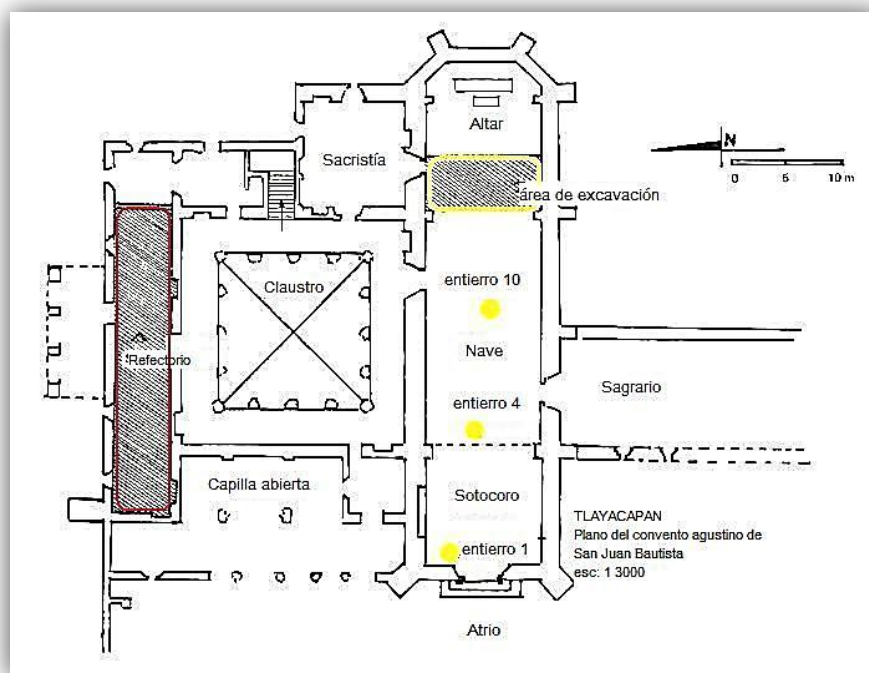 Altar
N
0 5 10 m
Sacristía
área de excavación
entierro 10
Claustro
Nave
Refectorio
Sagrario
entierro 4
Capilla abierta
Sotocoro
TLAYACAPAN
Plano del convento agustino de
San Juan Bautista
esc: 1 3000
entierro 1
Atrio